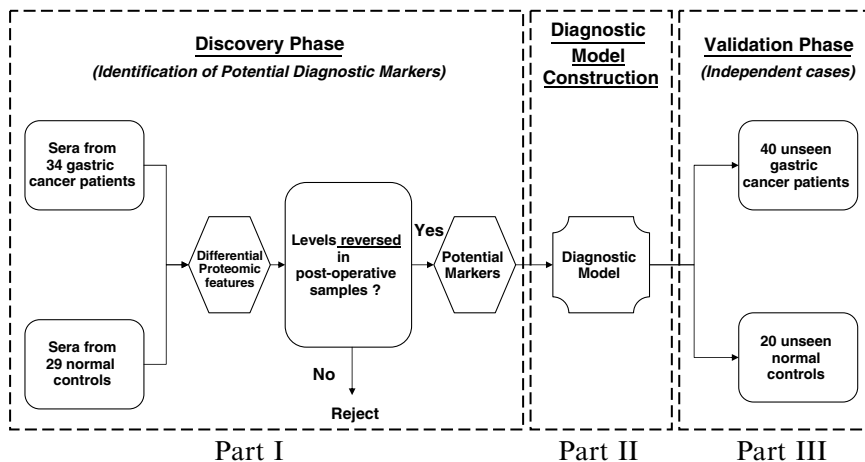 Discovery Phase
(Identification of Potential Diagnostic Markers)
Sera from
34 gastric
cancer patients
Sera from
29 normal
controls
Differential
Proteomic
features
Levels reversed
in
post-operative
samples ?
Yes
No
Reject
Potential
Markers
Part I
Diagnostic
Model
Construction
Diagnostic
Model
Part II
Validation Phase
(Independent cases)
40 unseen
gastric
cancer patients
20 unseen
normal
controls
Part III